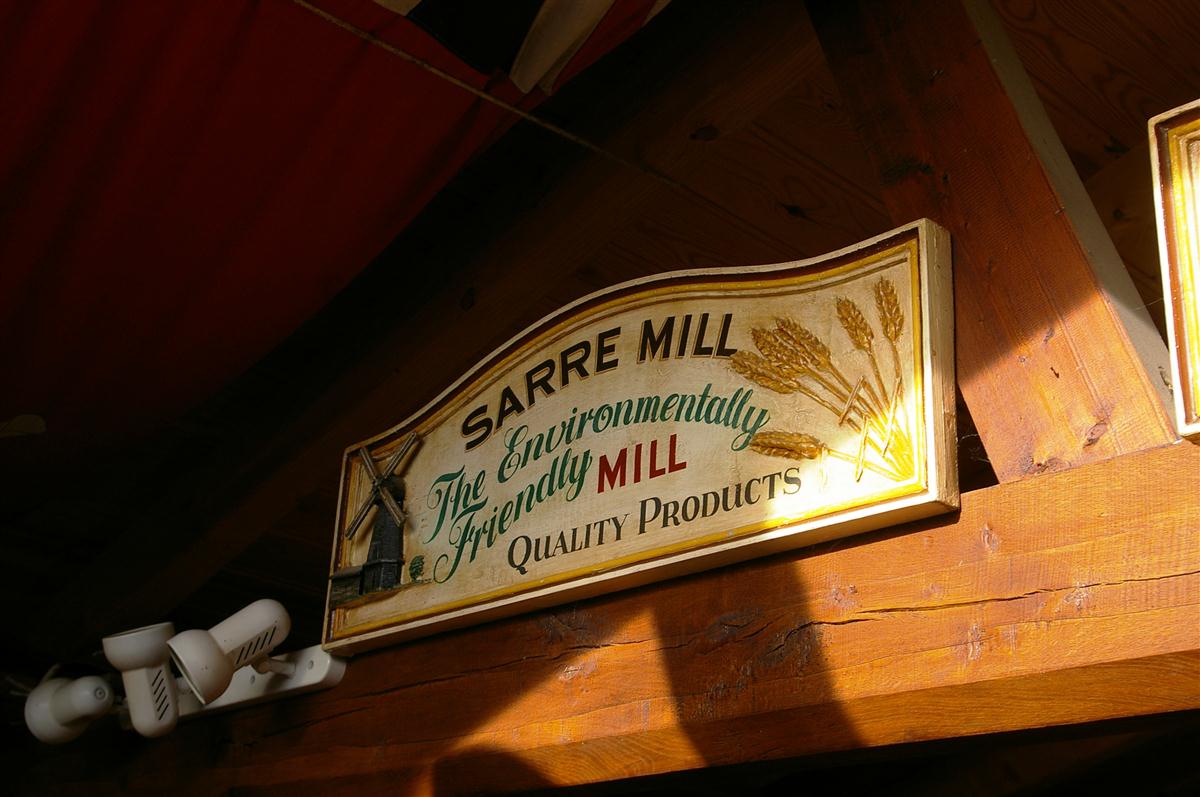 SARRE MILL
The Environmentally
Friendly MILL
QUALITY PRODUCTS